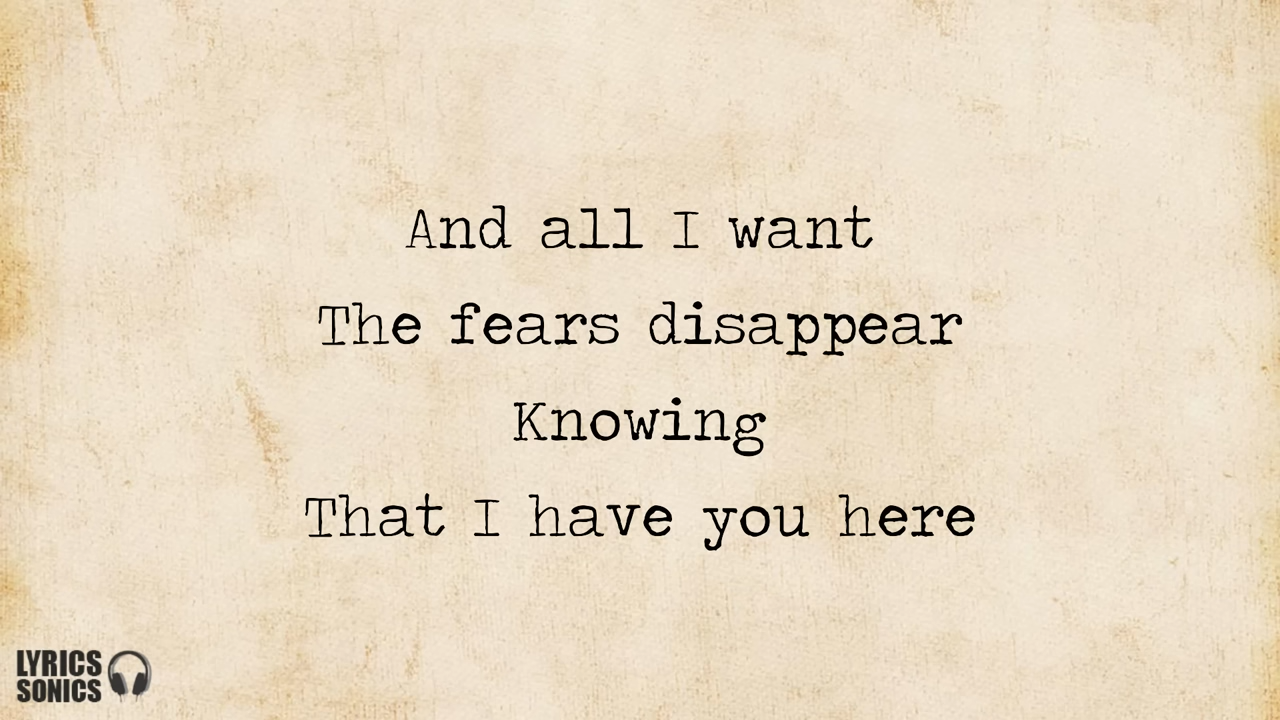 And all I want
The fears disappear
Knowing
That I have you here
LYRICS
SONICS